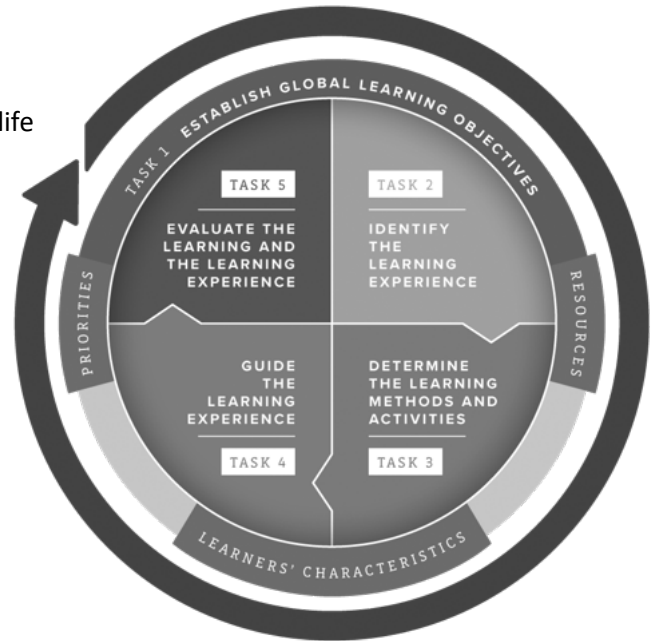 life
TASK 1 ESTABLISH GLOBAL LEARNING OBJECTIVES
TASK 5
EVALUATE THE
LEARNING AND
THE LEARNING
EXPERIENCE
TASK 2
IDENTIFY
THE
LEARNING
EXPERIENCE
PRIORITIES
RESOURCES
GUIDE
THE
LEARNING
EXPERIENCE
TASK 4
DETERMINE
THE LEARNING
METHODS AND
ACTIVITIES
TASK 3
LEARNERS' CHARACTERISTICS